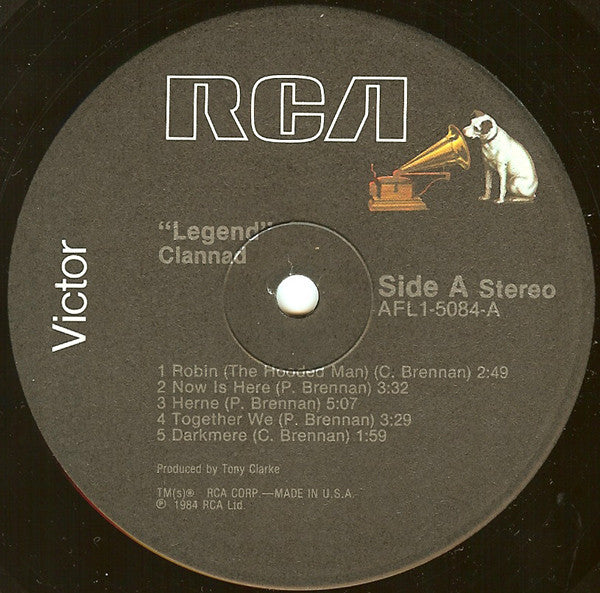 RCA
Victor
"Legend"
Clannad
Side A Stereo
AFL1-5084-A
1 Robin (The Hooded Man) (C. Brennan) 2:49
2 Now Is Here (P. Brennan) 3:32
3 Herne (P. Brennan) 5:07
4 Together We (P. Brennan) 3:29
5 Darkmere (C. Brennan) 1:59
Produced by Tony Clarke
TM(s)® RCA CORP.—MADE IN U.S.A.
℗ 1984 RCA Ltd.